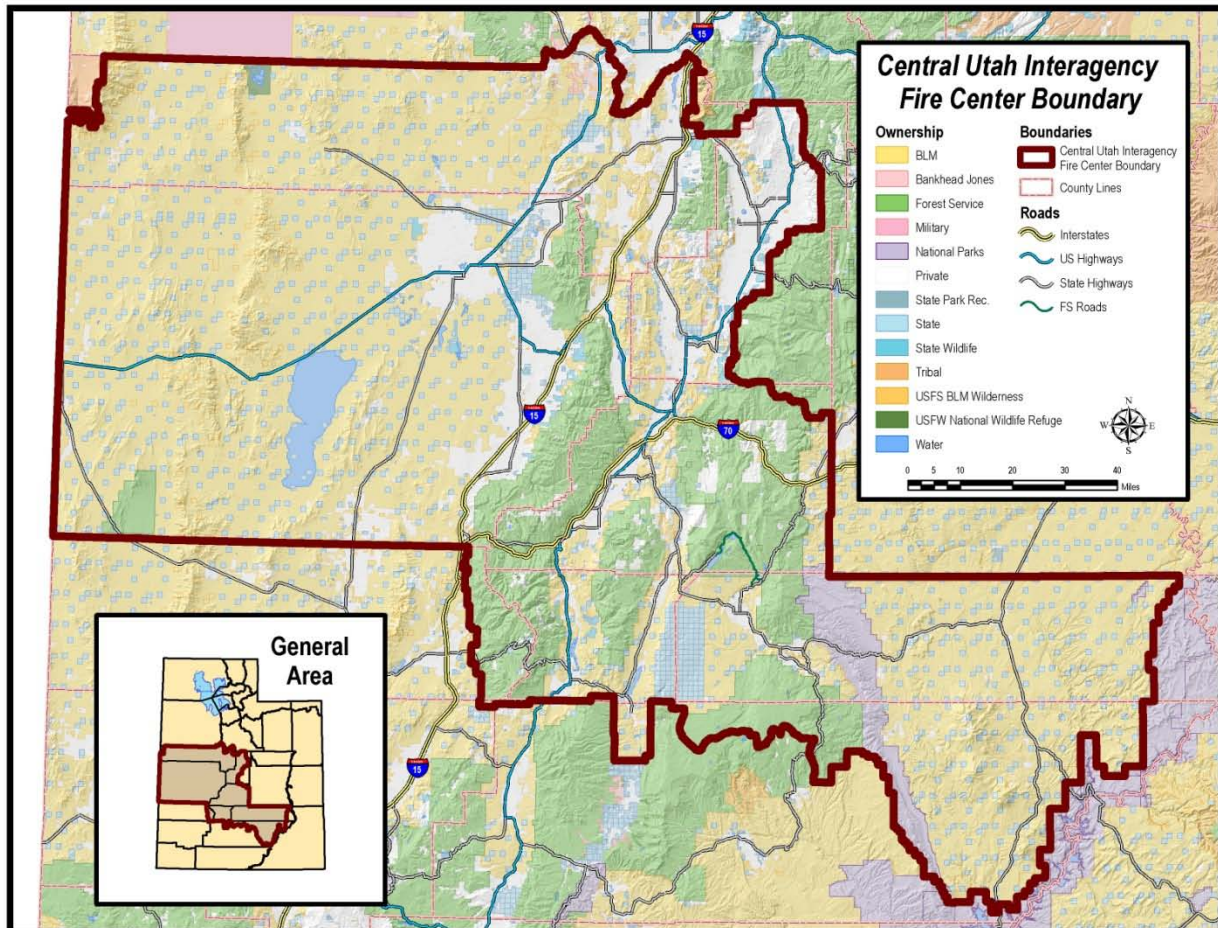 Central Utah Interagency
Fire Center Boundary
Ownership
BLM
Bankhead Jones
Forest Service
Military
National Parks
Private
State Park Rec.
State
State Wildlife
Tribal
USFS BLM Wilderness
USFW National Wildlife Refuge
Water
Boundaries
Central Utah Interagency
Fire Center Boundary
County Lines
Roads
Interstates
US Highways
State Highways
FS Roads
N
W E
S
0 5 10 20 30 40
Miles
15
15
70
15
General
Area